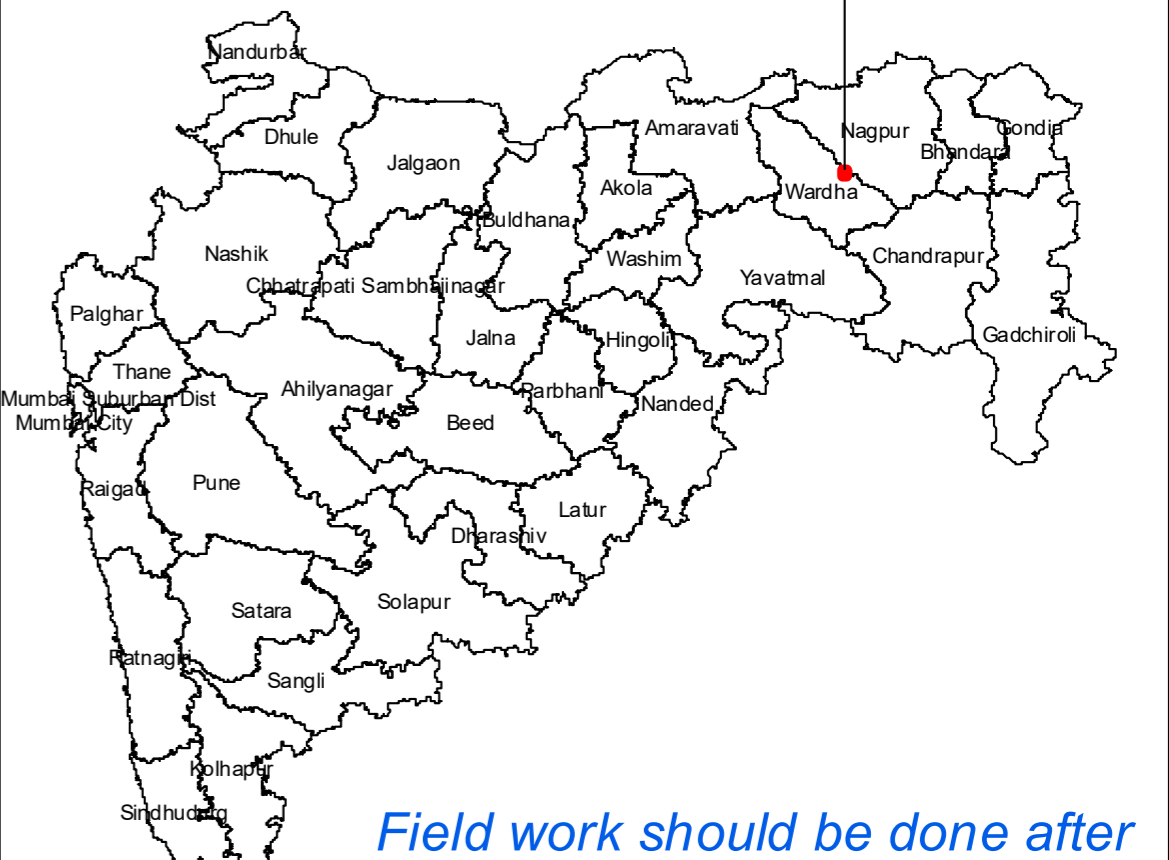 Nandurbar
Dhule
Jalgaon
Amaravati
Nagpur
Gondia
Bhandara
Akola
Wardha
Buldhana
Nashik
Washim
Chandrapur
Chhatrapati Sambhajinagar
Yavatmal
Palghar
Jalna
Hingoli
Gadchiroli
Thane
Ahilyanagar
Parbhani
Mumbai Suburban Dist
Nanded
Mumbai City
Beed
Raigad
Pune
Latur
Dharashiv
Satara
Solapur
Ratnagiri
Sangli
Kolhapur
Sindhudurg
Field work should be done after